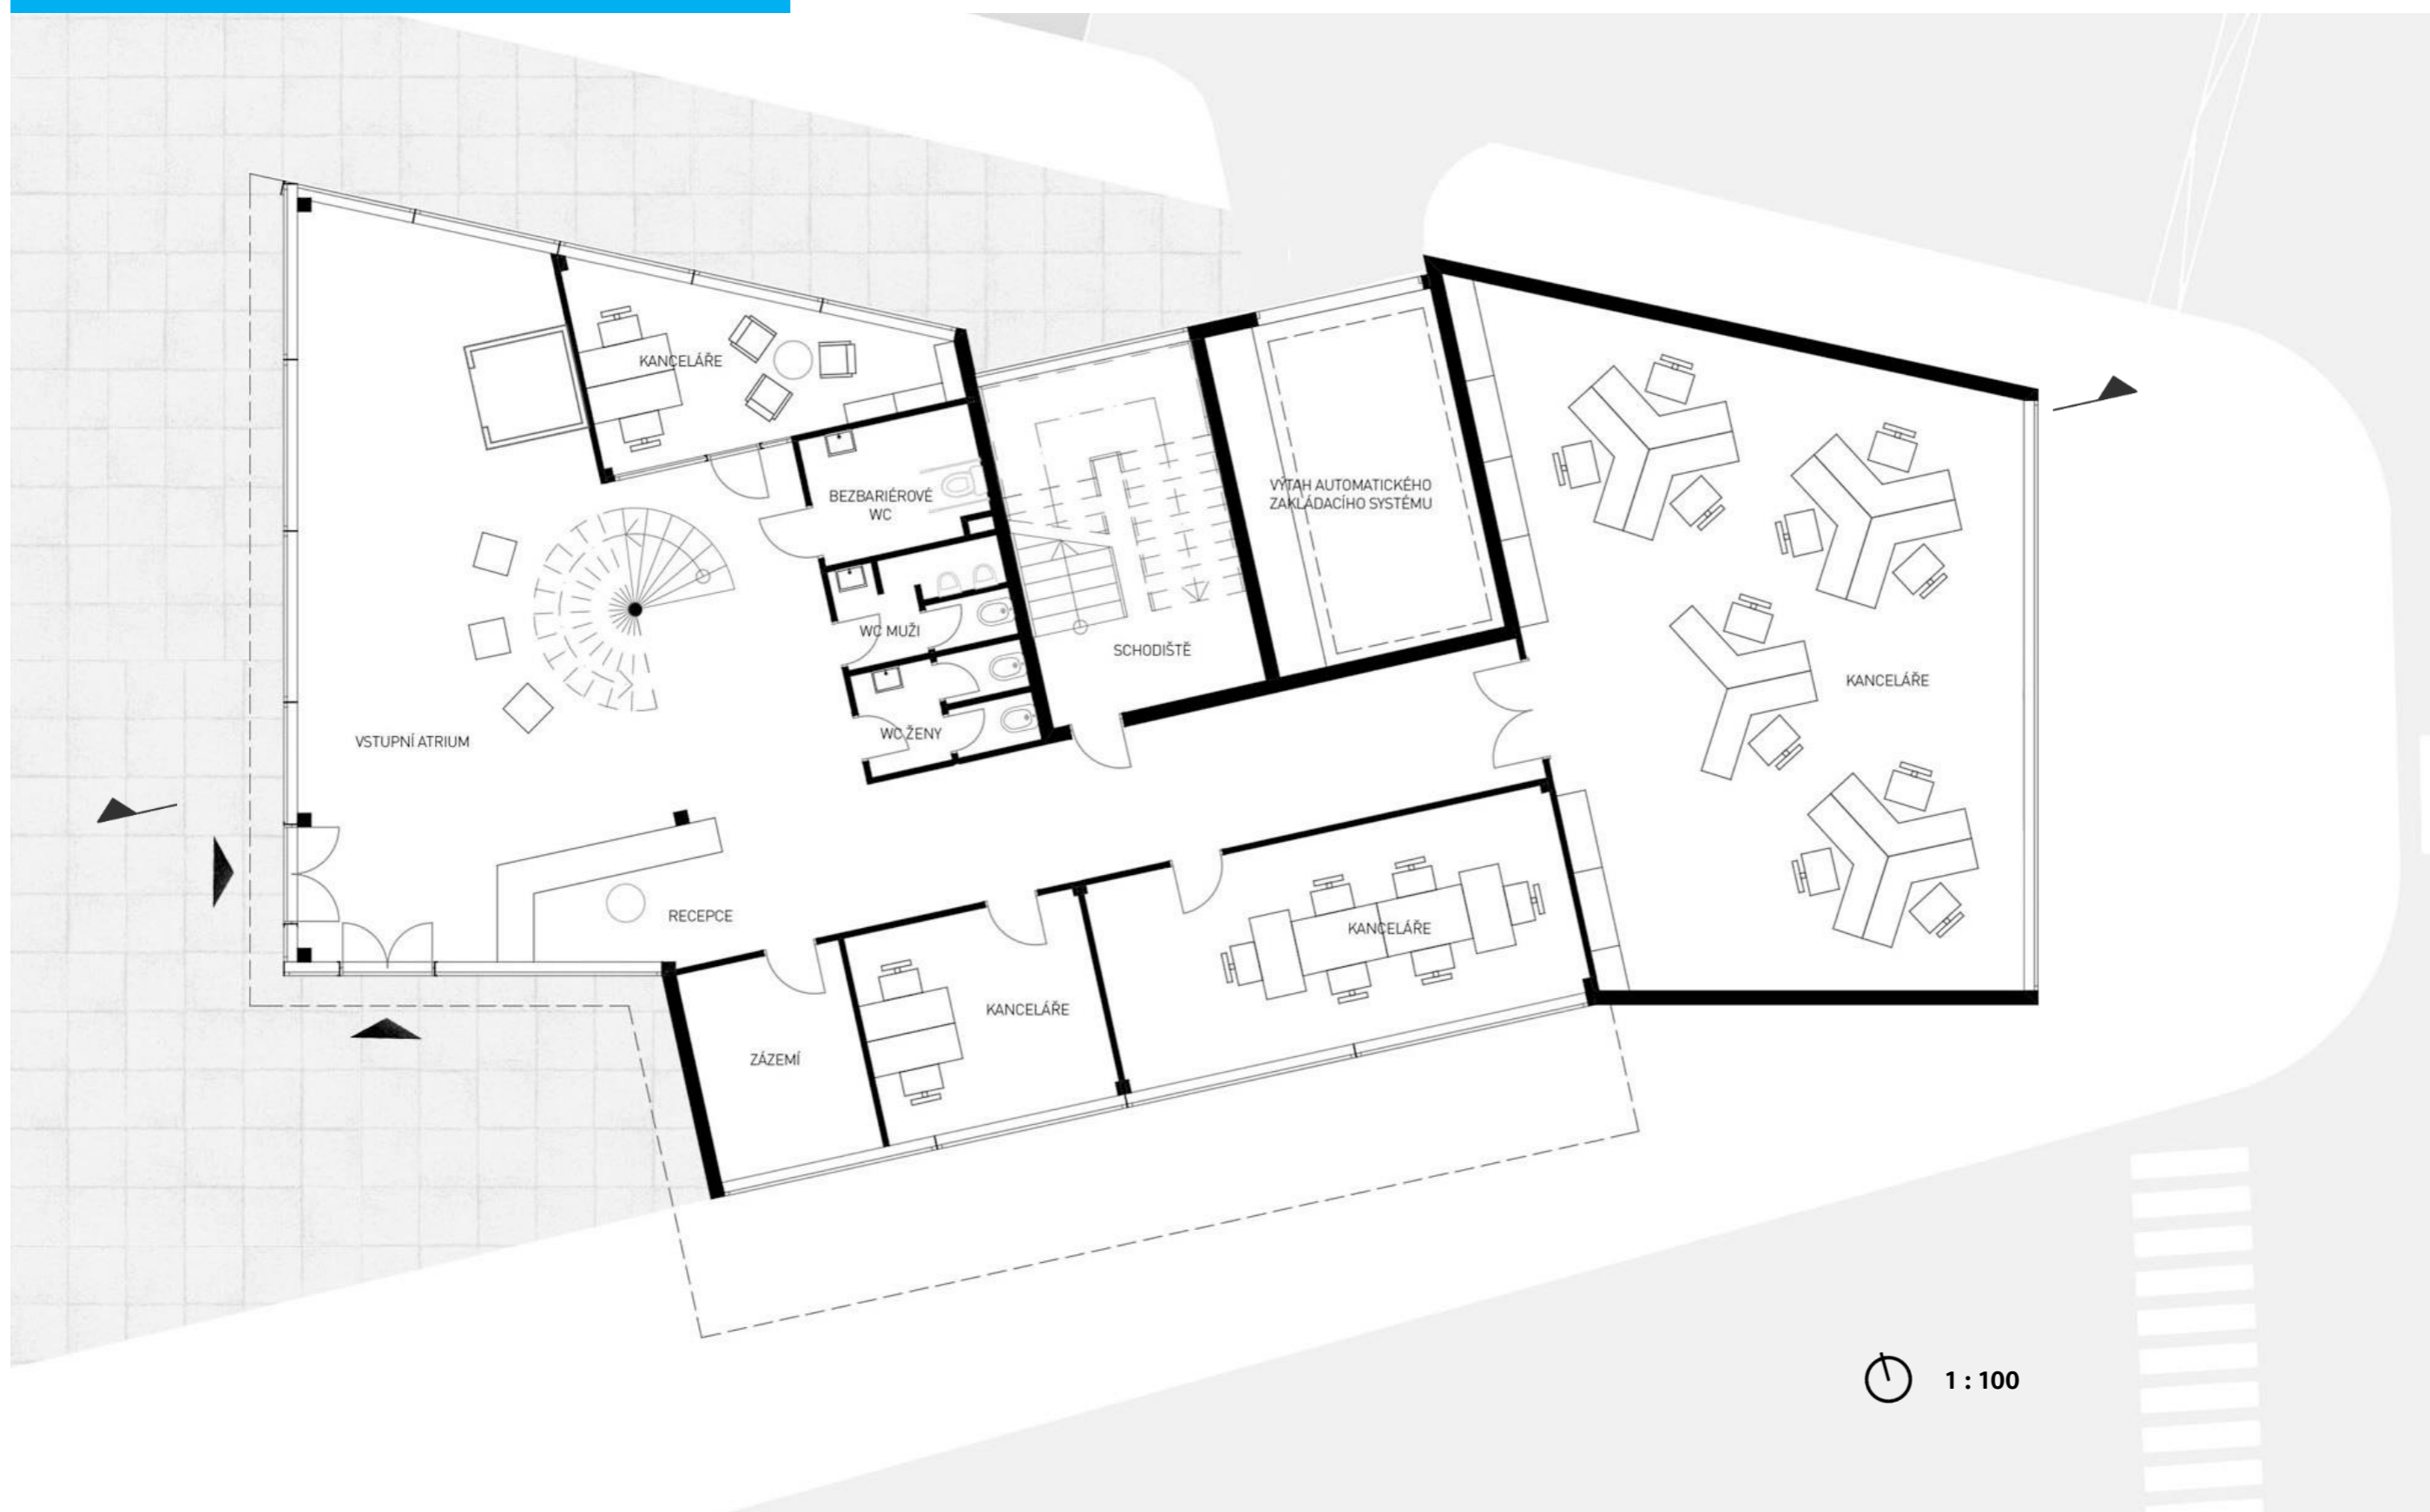 KANCELÁŘE
BEZBARIÉROVÉ
WC
VÝTAH AUTOMATICKÉHO
ZAKLÁDACÍHO SYSTÉMU
WC MUŽI
SCHODIŠTĚ
KANCELÁŘE
WC ŽENY
VSTUPNÍ ATRIUM
RECEPCE
KANCELÁŘE
KANCELÁŘE
ZÁZEMÍ
1 : 100